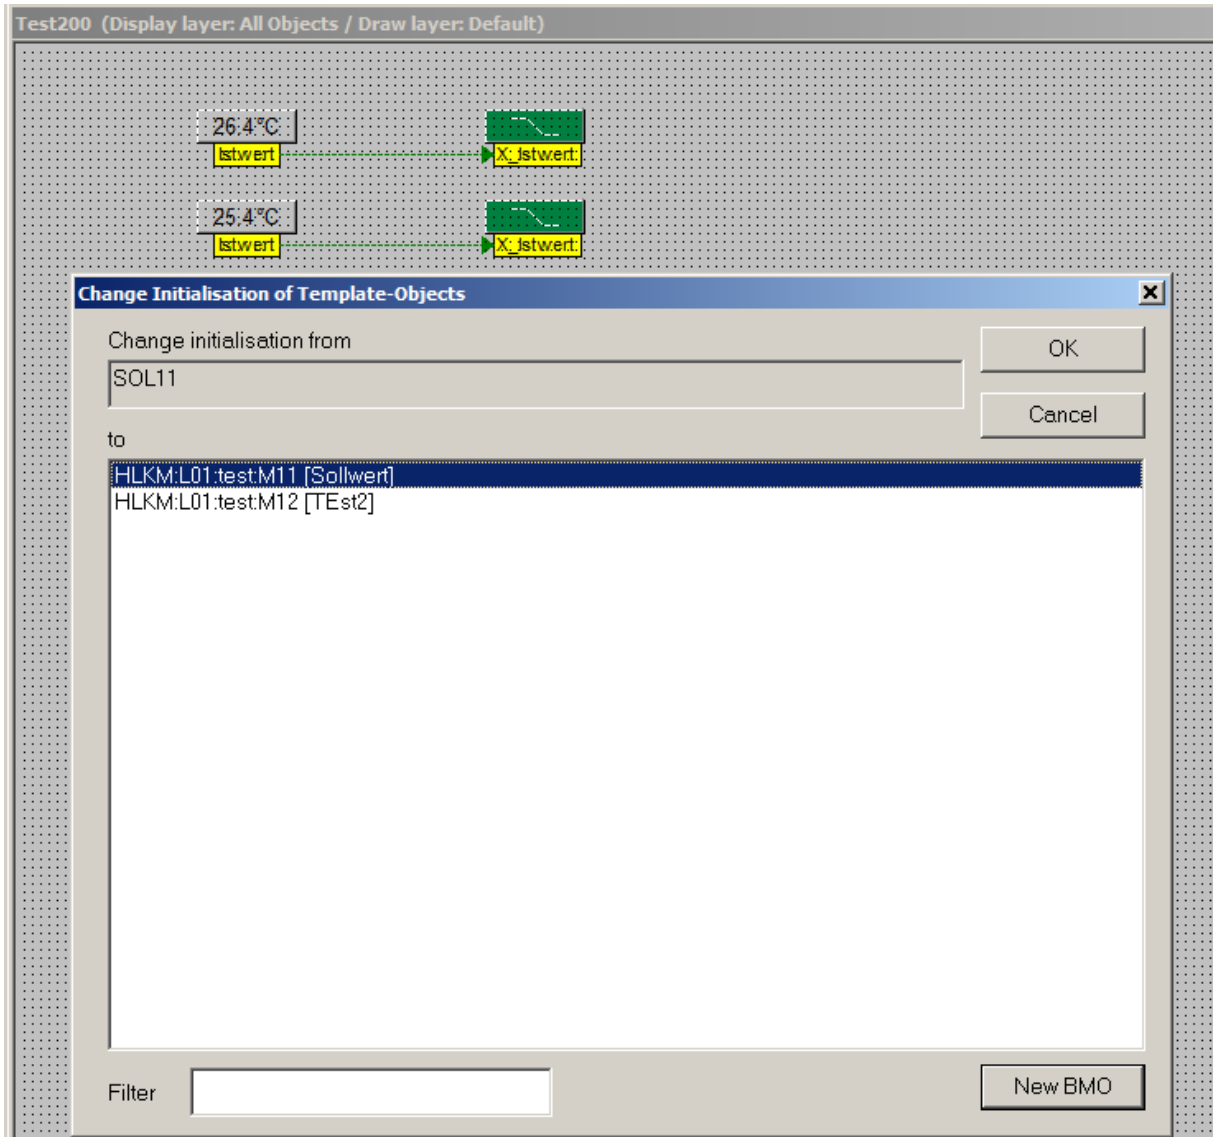 Test200 (Display layer: All Objects / Draw layer: Default)
26.4°C
Istwert
X_Istwert
25.4°C
Istwert
X_Istwert
Change Initialisation of Template-Objects
Change initialisation from
OK
SOL11
Cancel
to
HLKM:L01:test:M11 [Sollwert]
HLKM:L01:test:M12 [TEst2]
Filter
New BMO